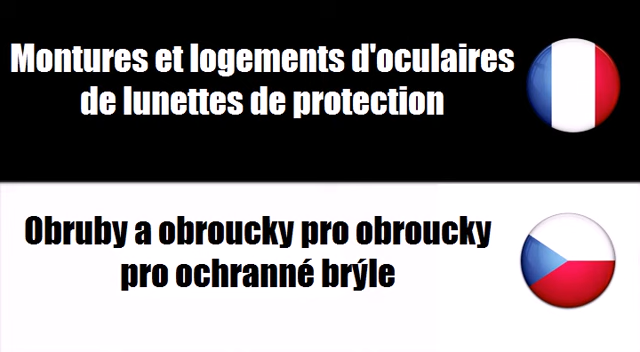 Montures et logements d'oculaires
de lunettes de protection
Obruby a obroucky pro obroucky
pro ochranné brýle